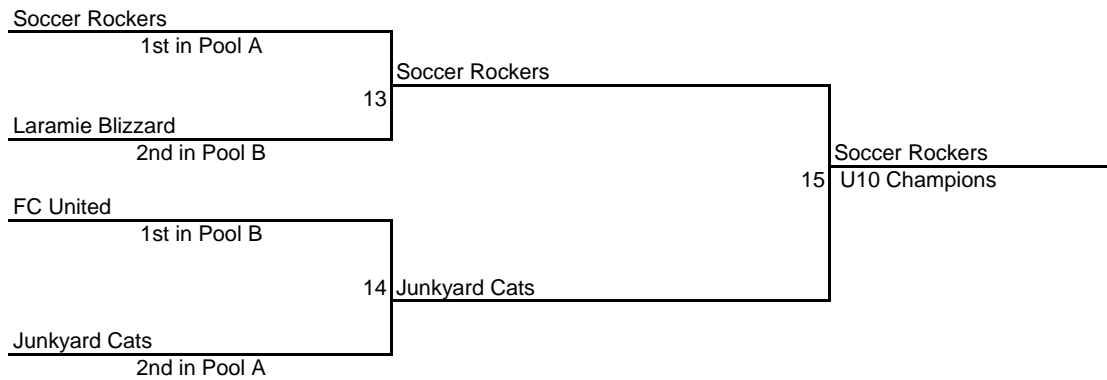 Soccer Rockers
1st in Pool A
Soccer Rockers
13
Laramie Blizzard
2nd in Pool B
Soccer Rockers
15 U10 Champions
FC United
1st in Pool B
14 Junkyard Cats
Junkyard Cats
2nd in Pool A